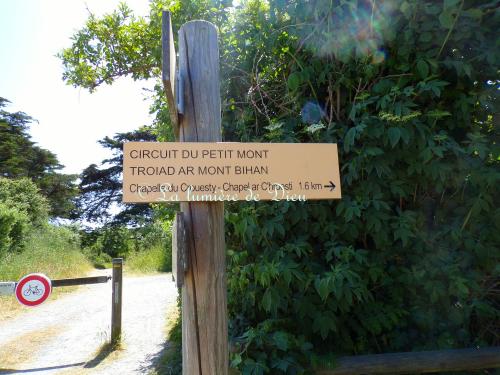 CIRCUIT DU PETIT MONT
TROIAD AR MONT BIHAN
Chapelle du Crouesty - Chapel ar Chroesti 1.6 km
© La lumière de Dieu